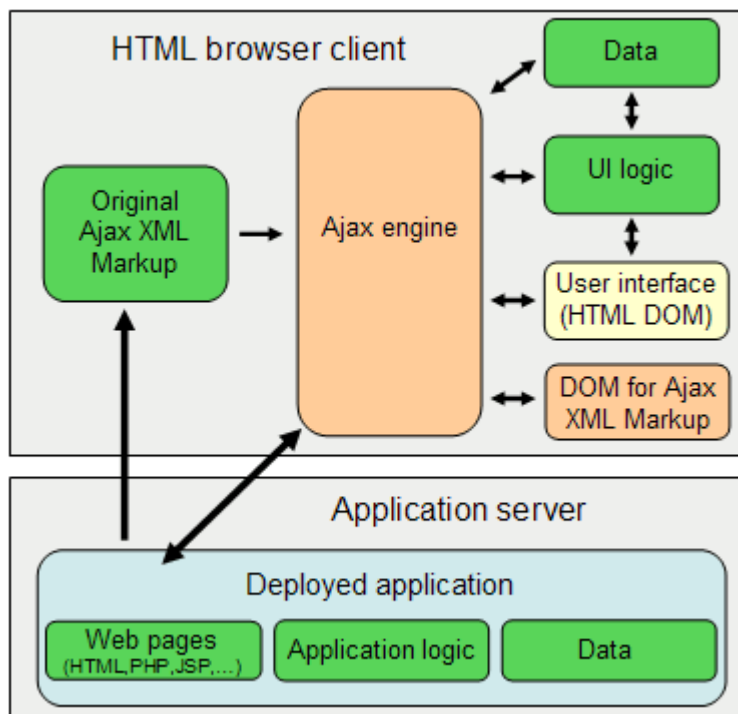 HTML browser client
Data
UI logic
Original
Ajax XML
Markup
Ajax engine
User interface
(HTML DOM)
DOM for Ajax
XML Markup
Application server
Deployed application
Web pages
(HTML,PHP,JSP,...)
Application logic
Data